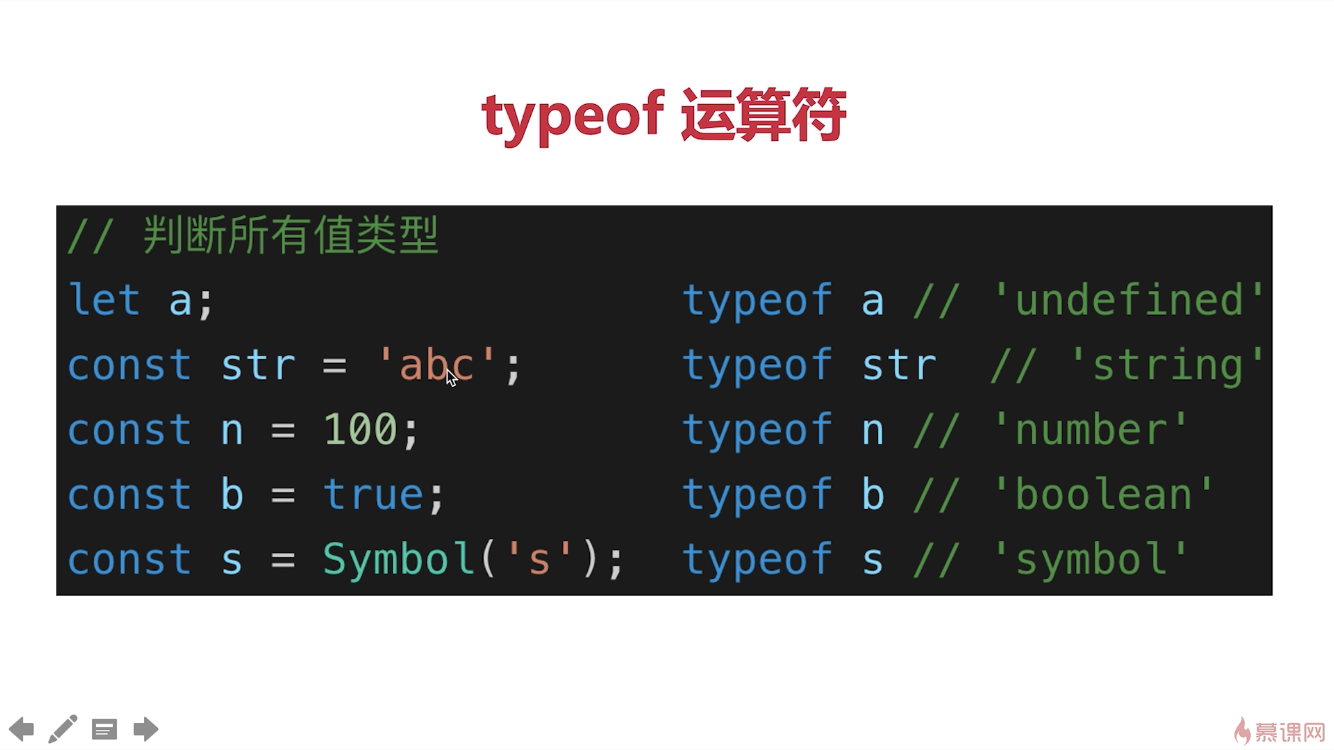 typeof 运算符
// 判断所有值类型
let a; typeof a // 'undefined'
const str = 'abc'; typeof str // 'string'
const n = 100; typeof n // 'number'
const b = true; typeof b // 'boolean'
const s = Symbol('s'); typeof s // 'symbol'
慕课网